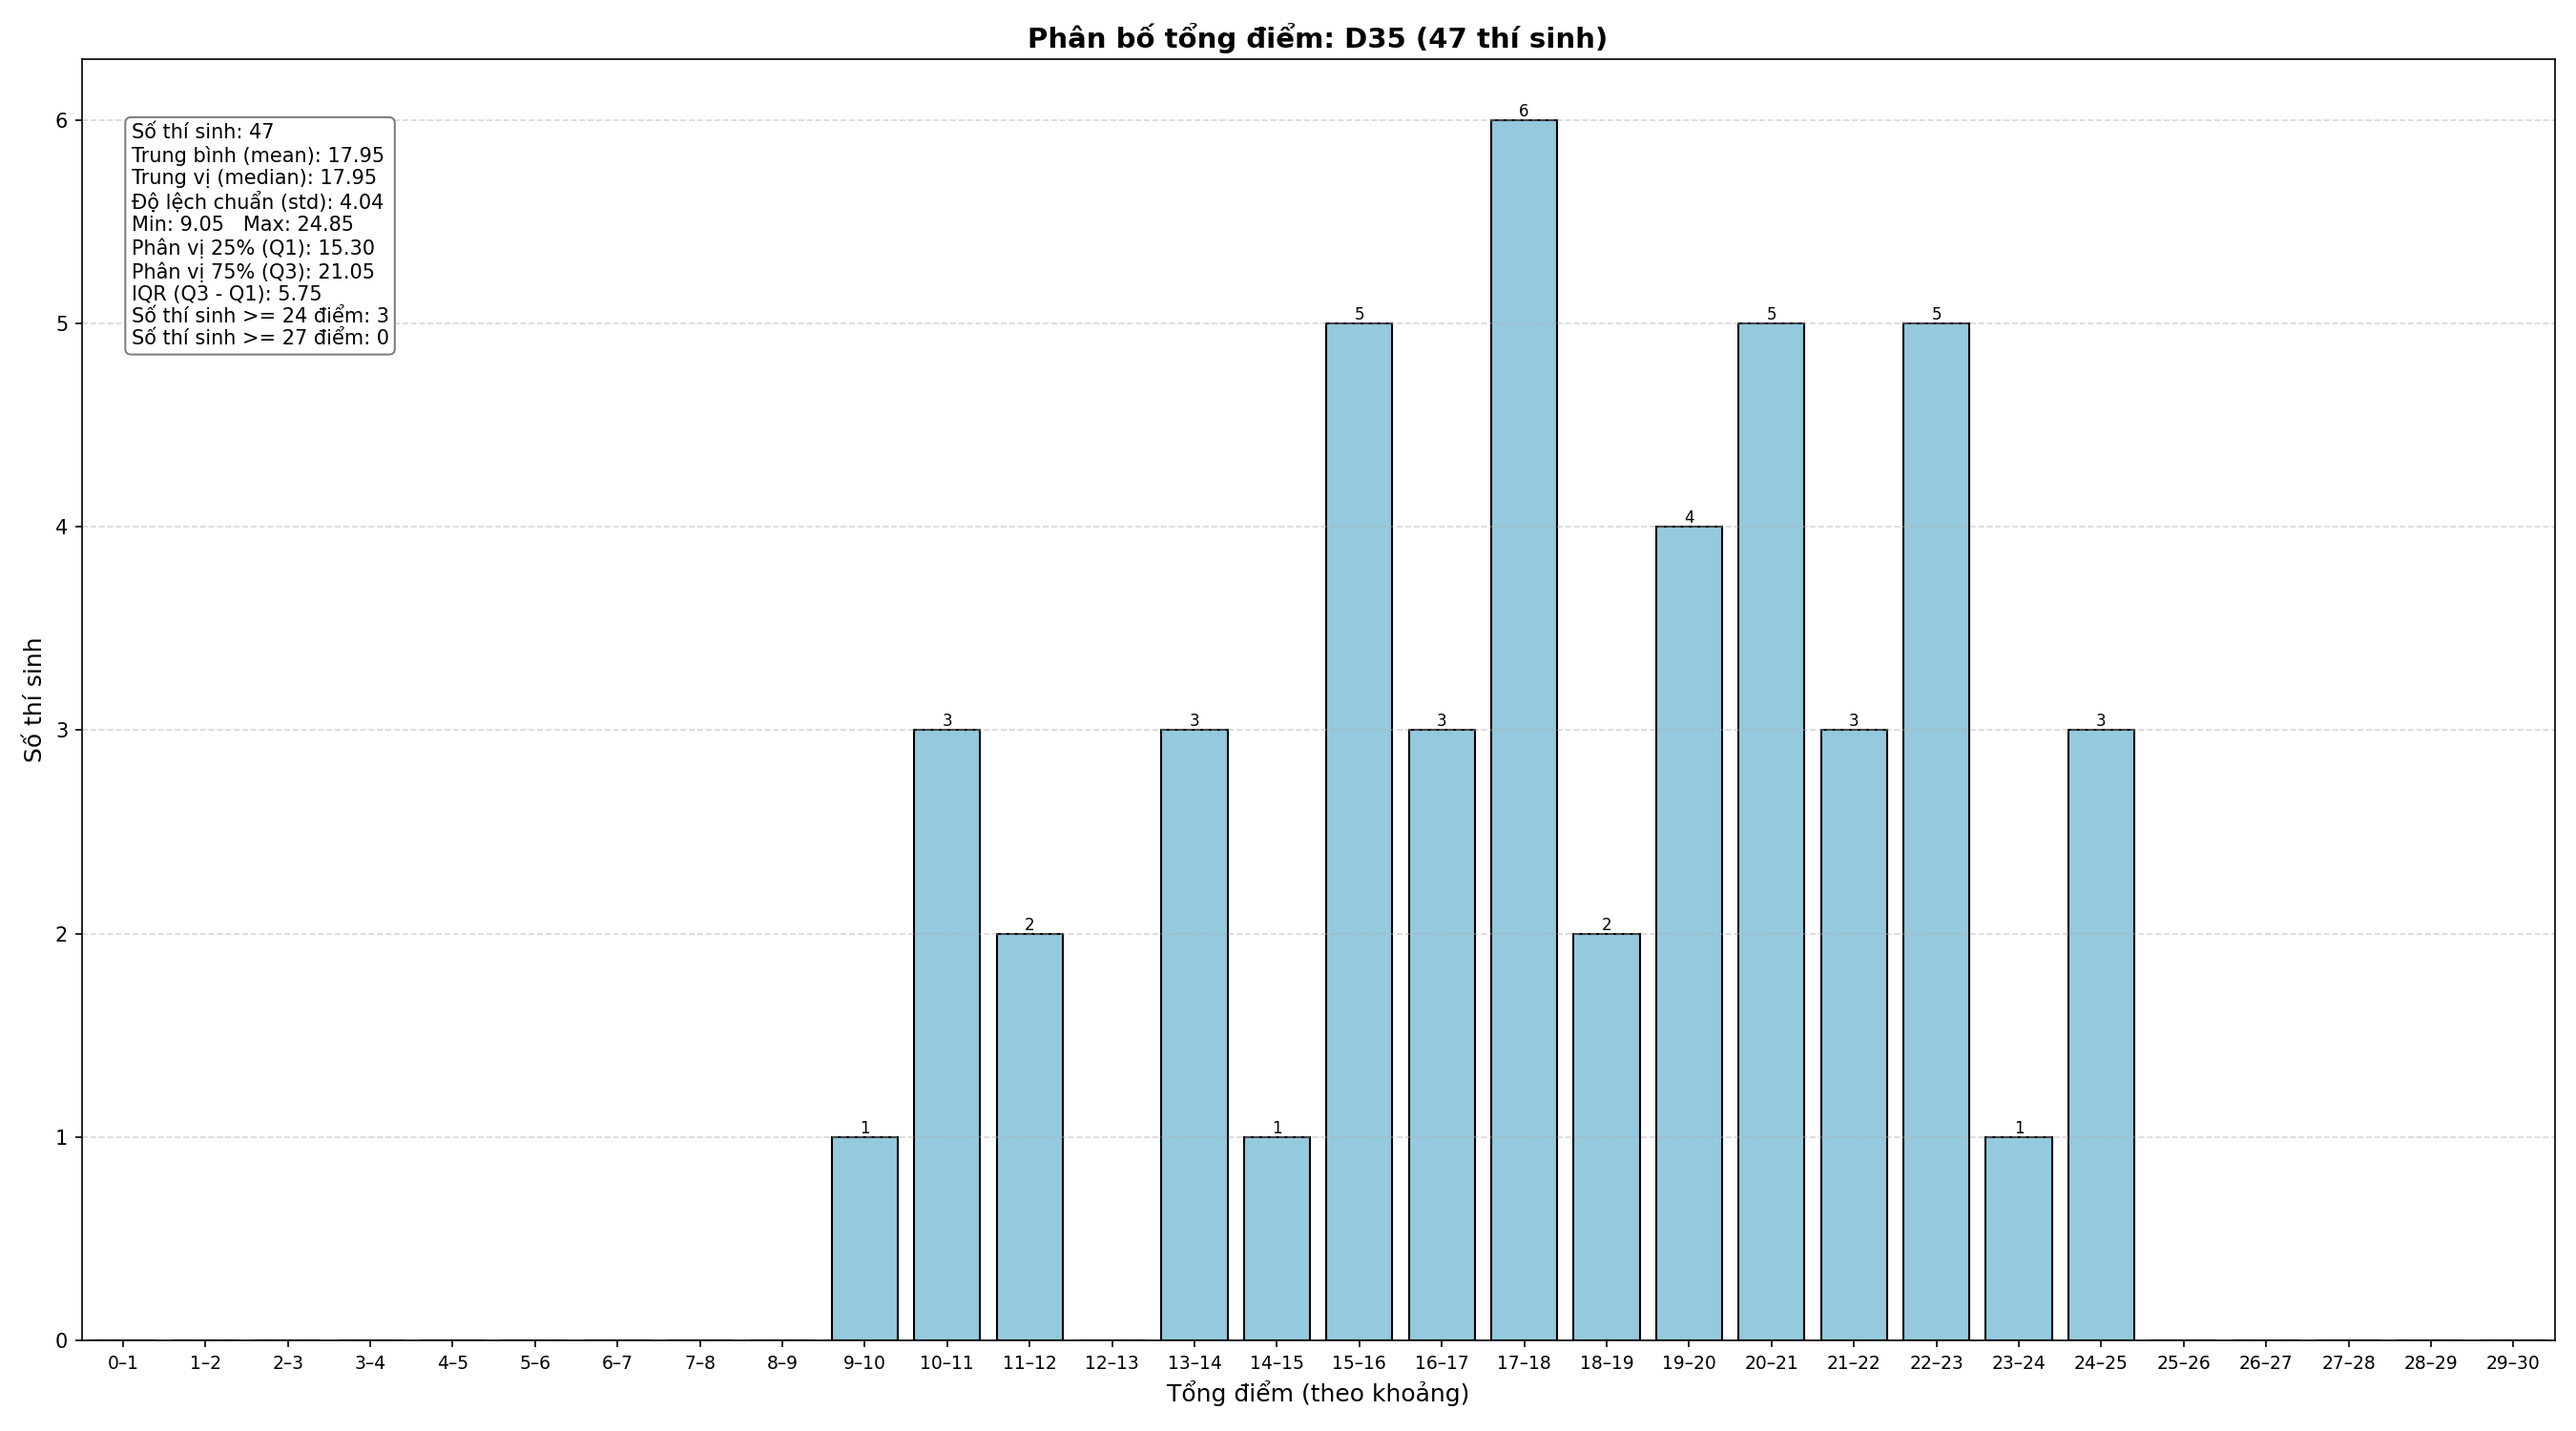 Phân bố tổng điểm: D35 (47 thí sinh)
Số thí sinh: 47
Trung bình (mean): 17.95
Trung vị (median): 17.95
Độ lệch chuẩn (std): 4.04
Min: 9.05   Max: 24.85
Phân vị 25% (Q1): 15.30
Phân vị 75% (Q3): 21.05
IQR (Q3 - Q1): 5.75
Số thí sinh >= 24 điểm: 3
Số thí sinh >= 27 điểm: 0
Số thí sinh
6
5
4
3
2
1
0
1
3
2
3
1
5
3
6
2
4
5
3
5
1
3
0–1 1–2 2–3 3–4 4–5 5–6 6–7 7–8 8–9 9–10 10–11 11–12 12–13 13–14 14–15 15–16 16–17 17–18 18–19 19–20 20–21 21–22 22–23 23–24 24–25 25–26 26–27 27–28 28–29 29–30
Tổng điểm (theo khoảng)